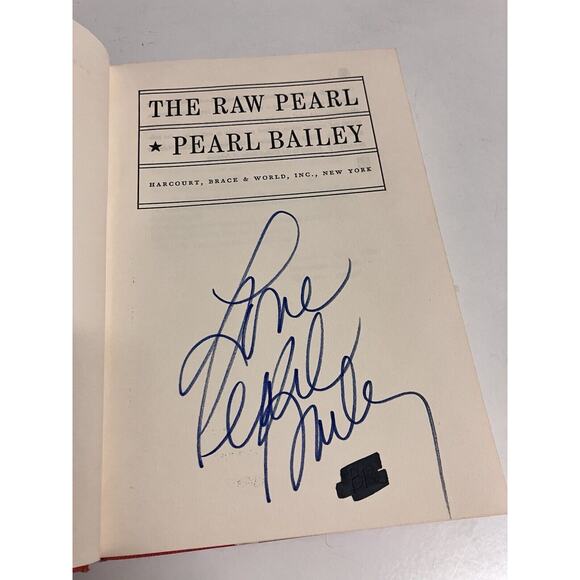 THE RAW PEARL
★ PEARL BAILEY
HARCOURT, BRACE & WORLD, INC., NEW YORK
Love
Pearl
Bailey